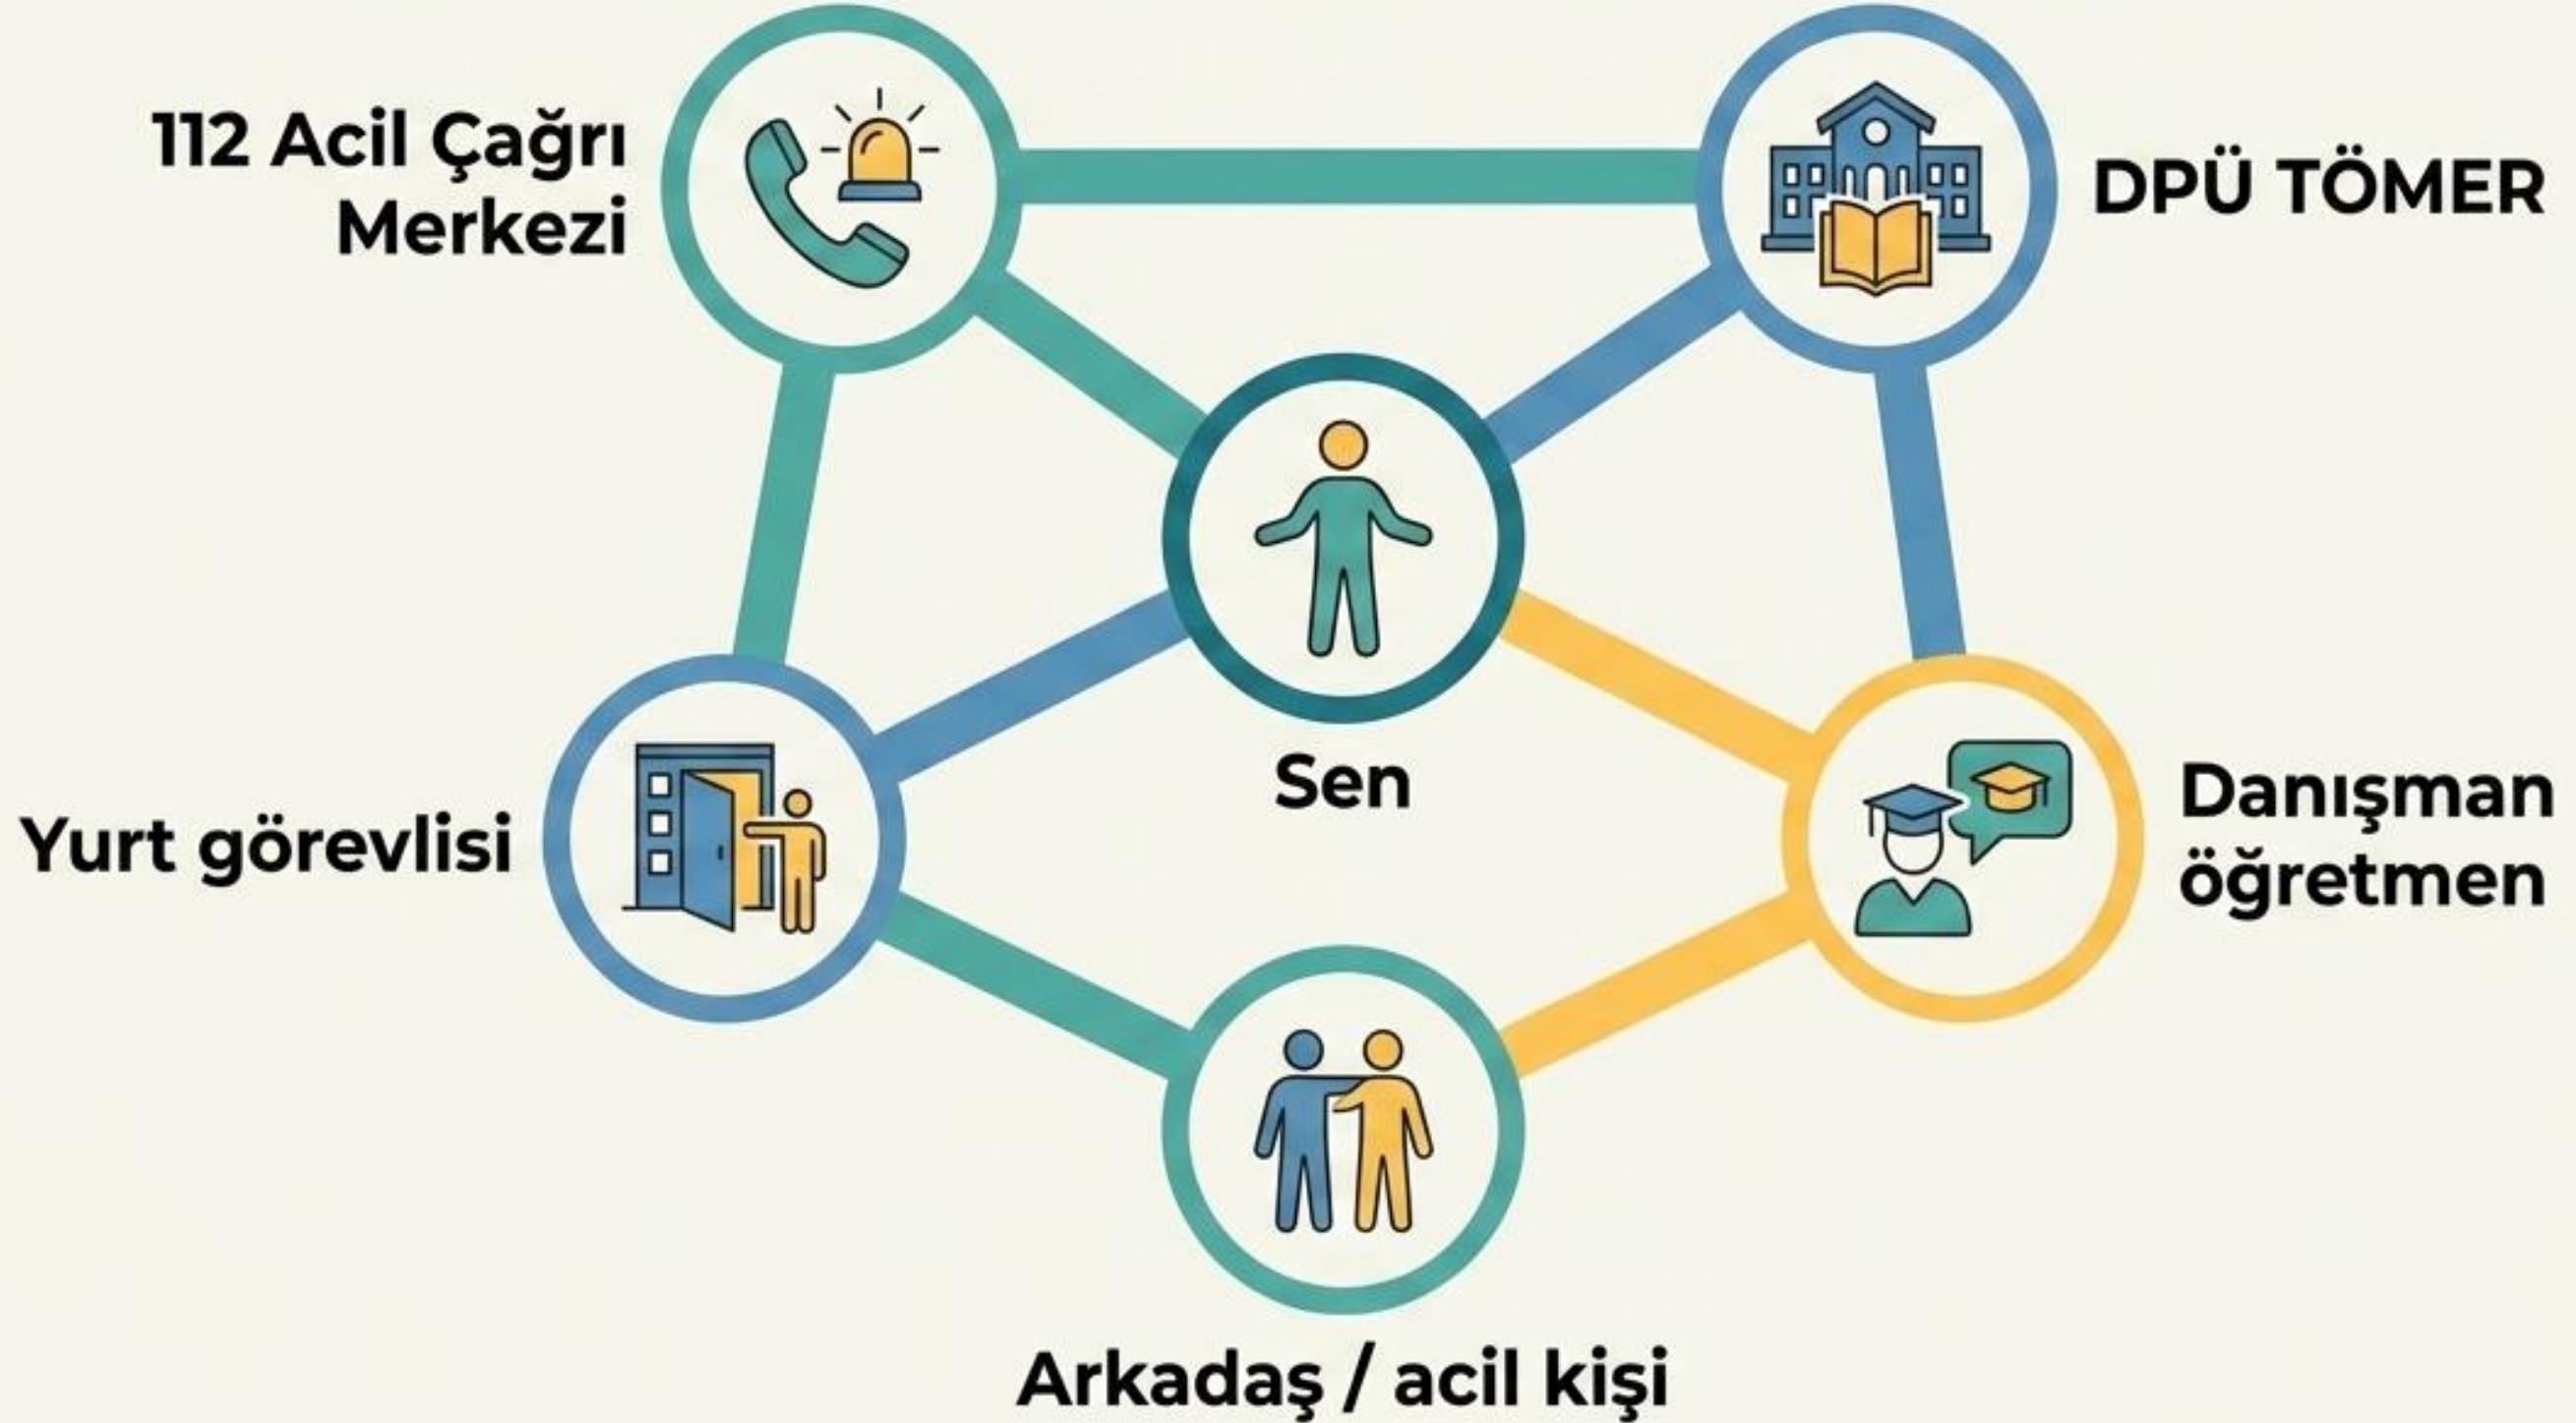 112 Acil Çağrı
Merkezi
DPÜ TÖMER
Sen
Yurt görevlisi
Danışman
öğretmen
Arkadaş / acil kişi